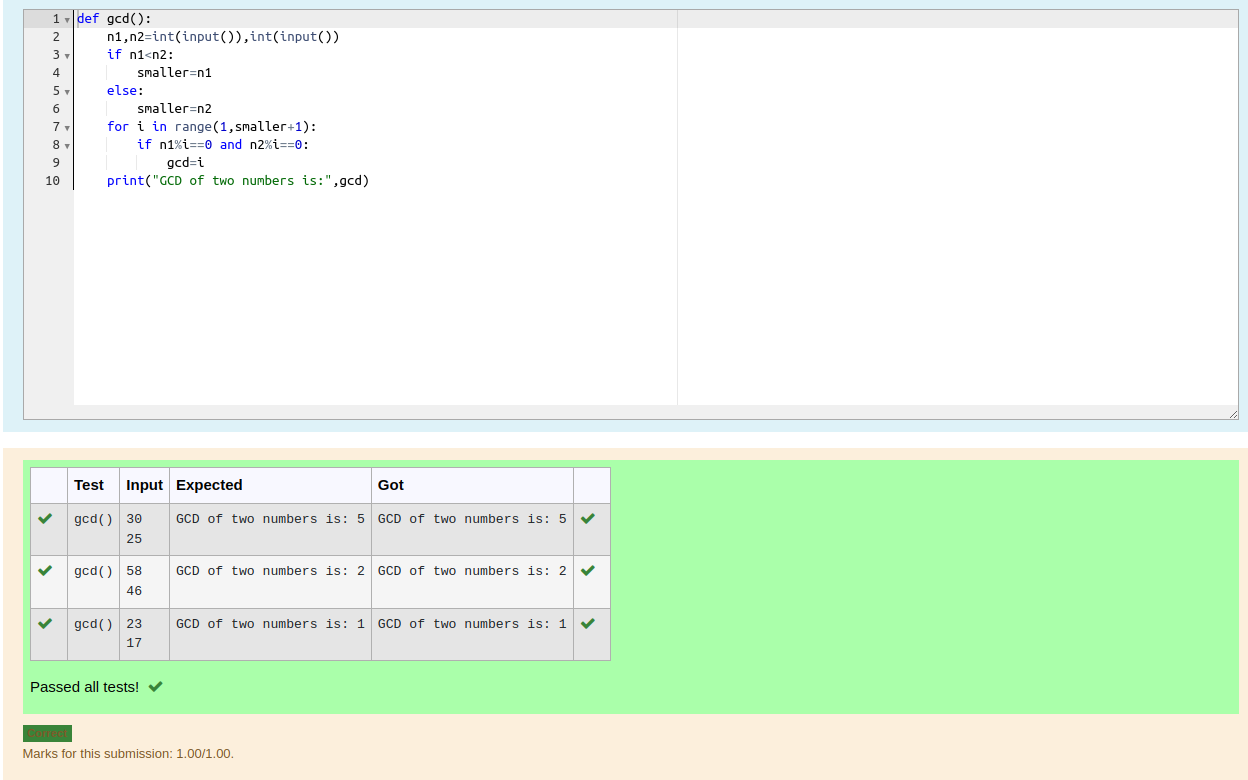 1 def gcd():
2     n1,n2=int(input()),int(input())
3     if n1<n2:
4         smaller=n1
5     else:
6         smaller=n2
7     for i in range(1,smaller+1):
8         if n1%i==0 and n2%i==0:
9             gcd=i
10     print("GCD of two numbers is:",gcd)
Test Input Expected Got
gcd() 30 GCD of two numbers is: 5 GCD of two numbers is: 5
25
gcd() 58 GCD of two numbers is: 2 GCD of two numbers is: 2
46
gcd() 23 GCD of two numbers is: 1 GCD of two numbers is: 1
17
Passed all tests!
Correct
Marks for this submission: 1.00/1.00.